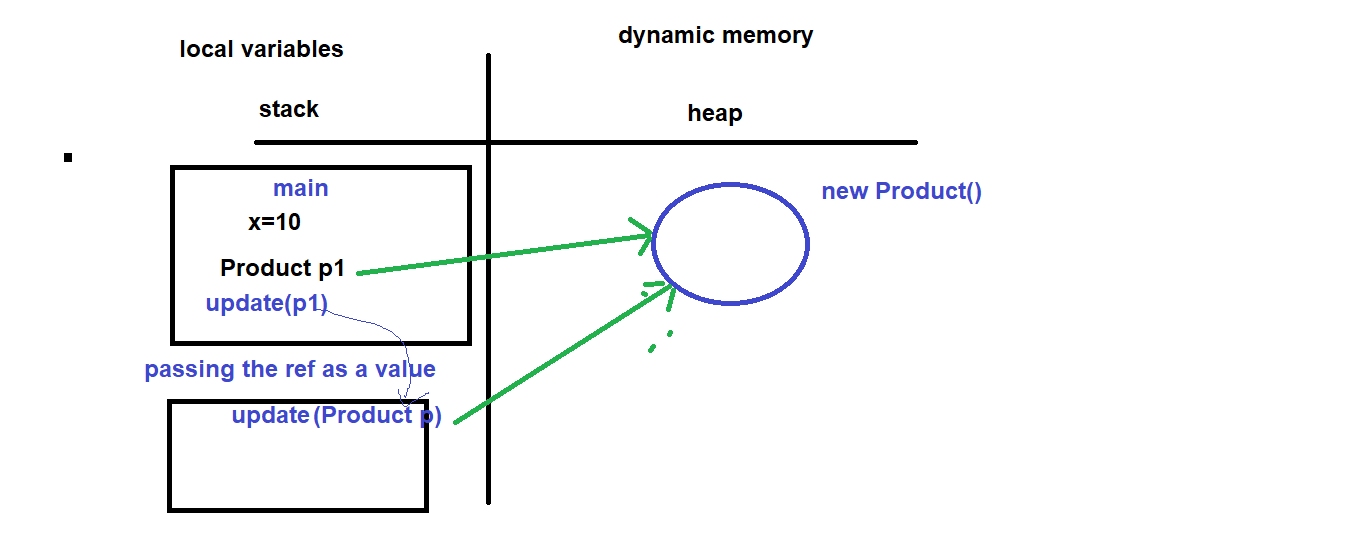 local variables
dynamic memory
stack
heap
main
new Product()
x=10
Product p1
update(p1)
passing the ref as a value
update(Product p)